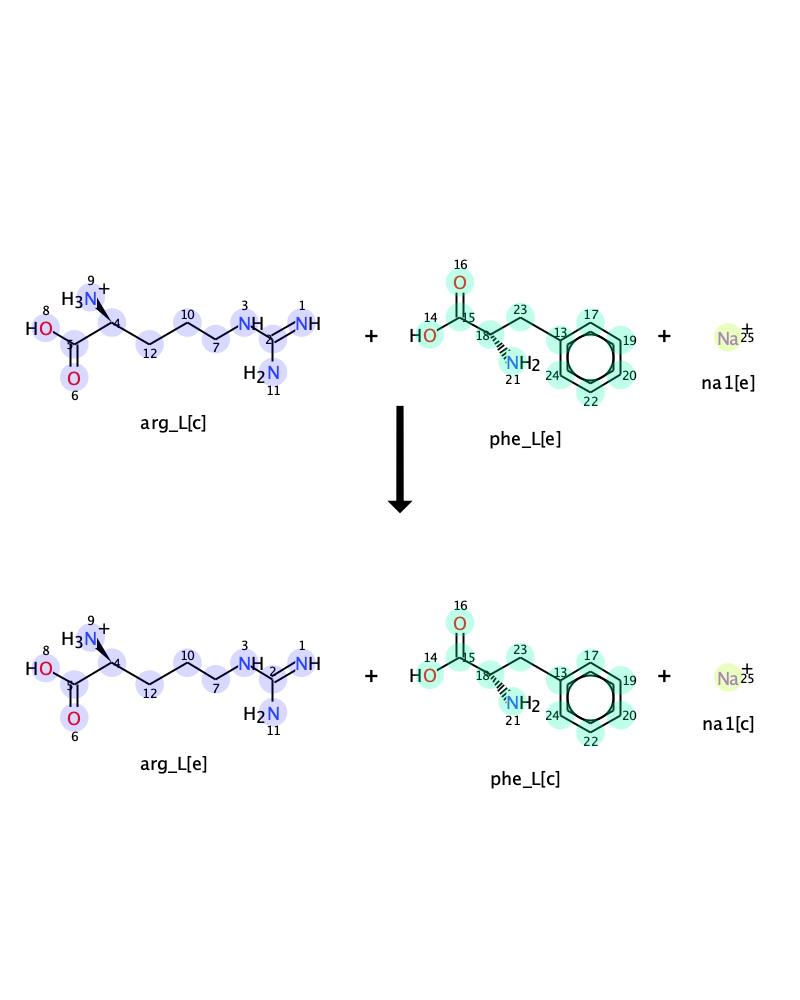 9
H3N+
8
HO
4
5
O
6
12
10
7
3
NH
2
1
NH
H2N
11
arg_L[c]
+
16
O
14
HO
15
18
23
NH2
21
13
17
19
20
22
24
phe_L[e]
+
Na+
25
na1[e]
9
H3N+
8
HO
4
5
O
6
12
10
7
3
NH
2
1
NH
H2N
11
arg_L[e]
+
16
O
14
HO
15
18
23
NH2
21
13
17
19
20
22
24
phe_L[c]
+
Na+
25
na1[c]